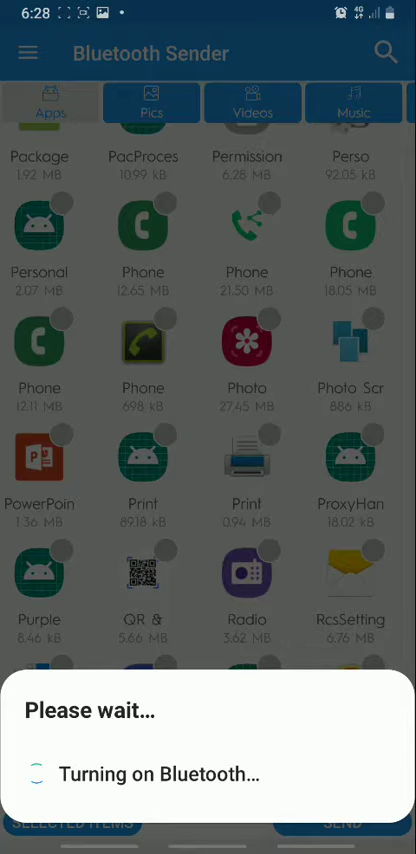 6:28
4G
Bluetooth Sender
Apps Pics Videos Music
Package PacProces Permission Perso
1.92 MB 10.99 kB 6.28 MB 92.05 kB
Personal Phone Phone Phone
2.07 MB 12.65 MB 21.50 MB 18.05 MB
Phone Phone Photo Photo Scr
12.11 MB 698 kB 27.45 MB 886 kB
PowerPoin Print Print ProxyHan
1.36 MB 89.18 kB 0.94 MB 18.02 kB
Purple QR & Radio RcsSetting
8.46 kB 5.66 MB 3.62 MB 6.76 MB
Please wait...
Turning on Bluetooth...
SELECTED ITEMS SEND